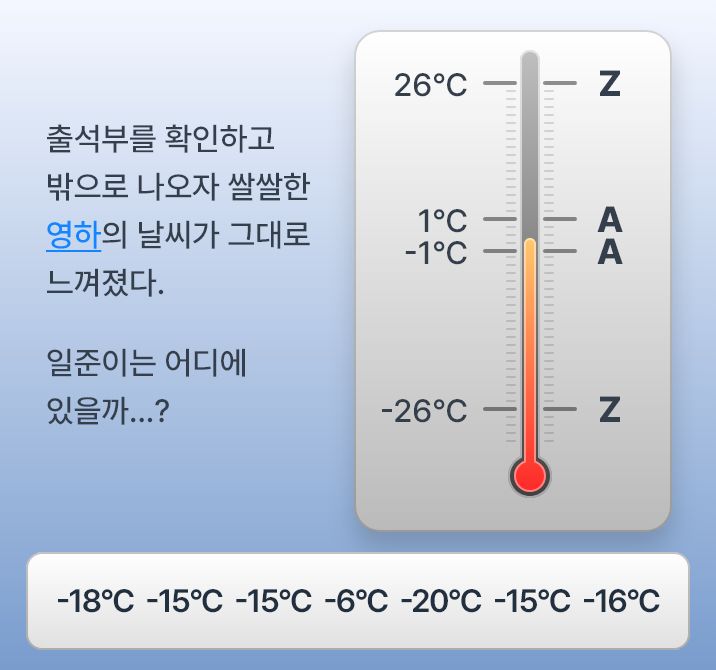 출석부를 확인하고
밖으로 나오자 쌀쌀한
영하의 날씨가 그대로
느껴졌다.
일준이는 어디에
있을까...?
26°C Z
1°C A
-1°C A
-26°C Z
-18°C -15°C -15°C -6°C -20°C -15°C -16°C